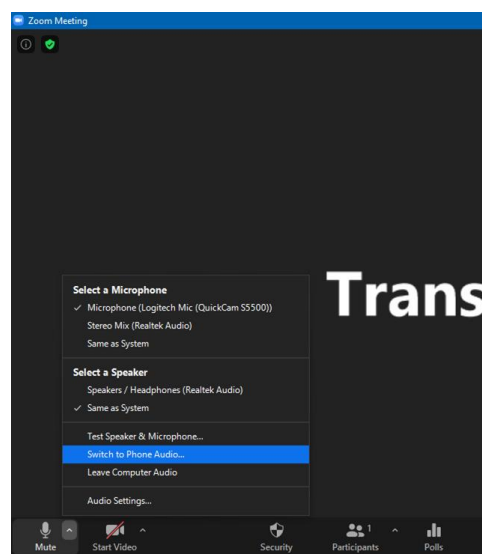 Zoom Meeting
Trans
Select a Microphone
Microphone (Logitech Mic (QuickCam S5500))
Stereo Mix (Realtek Audio)
Same as System
Select a Speaker
Speakers / Headphones (Realtek Audio)
Same as System
Test Speaker & Microphone...
Switch to Phone Audio...
Leave Computer Audio
Audio Settings...
1
Mute Start Video Security Participants Polls